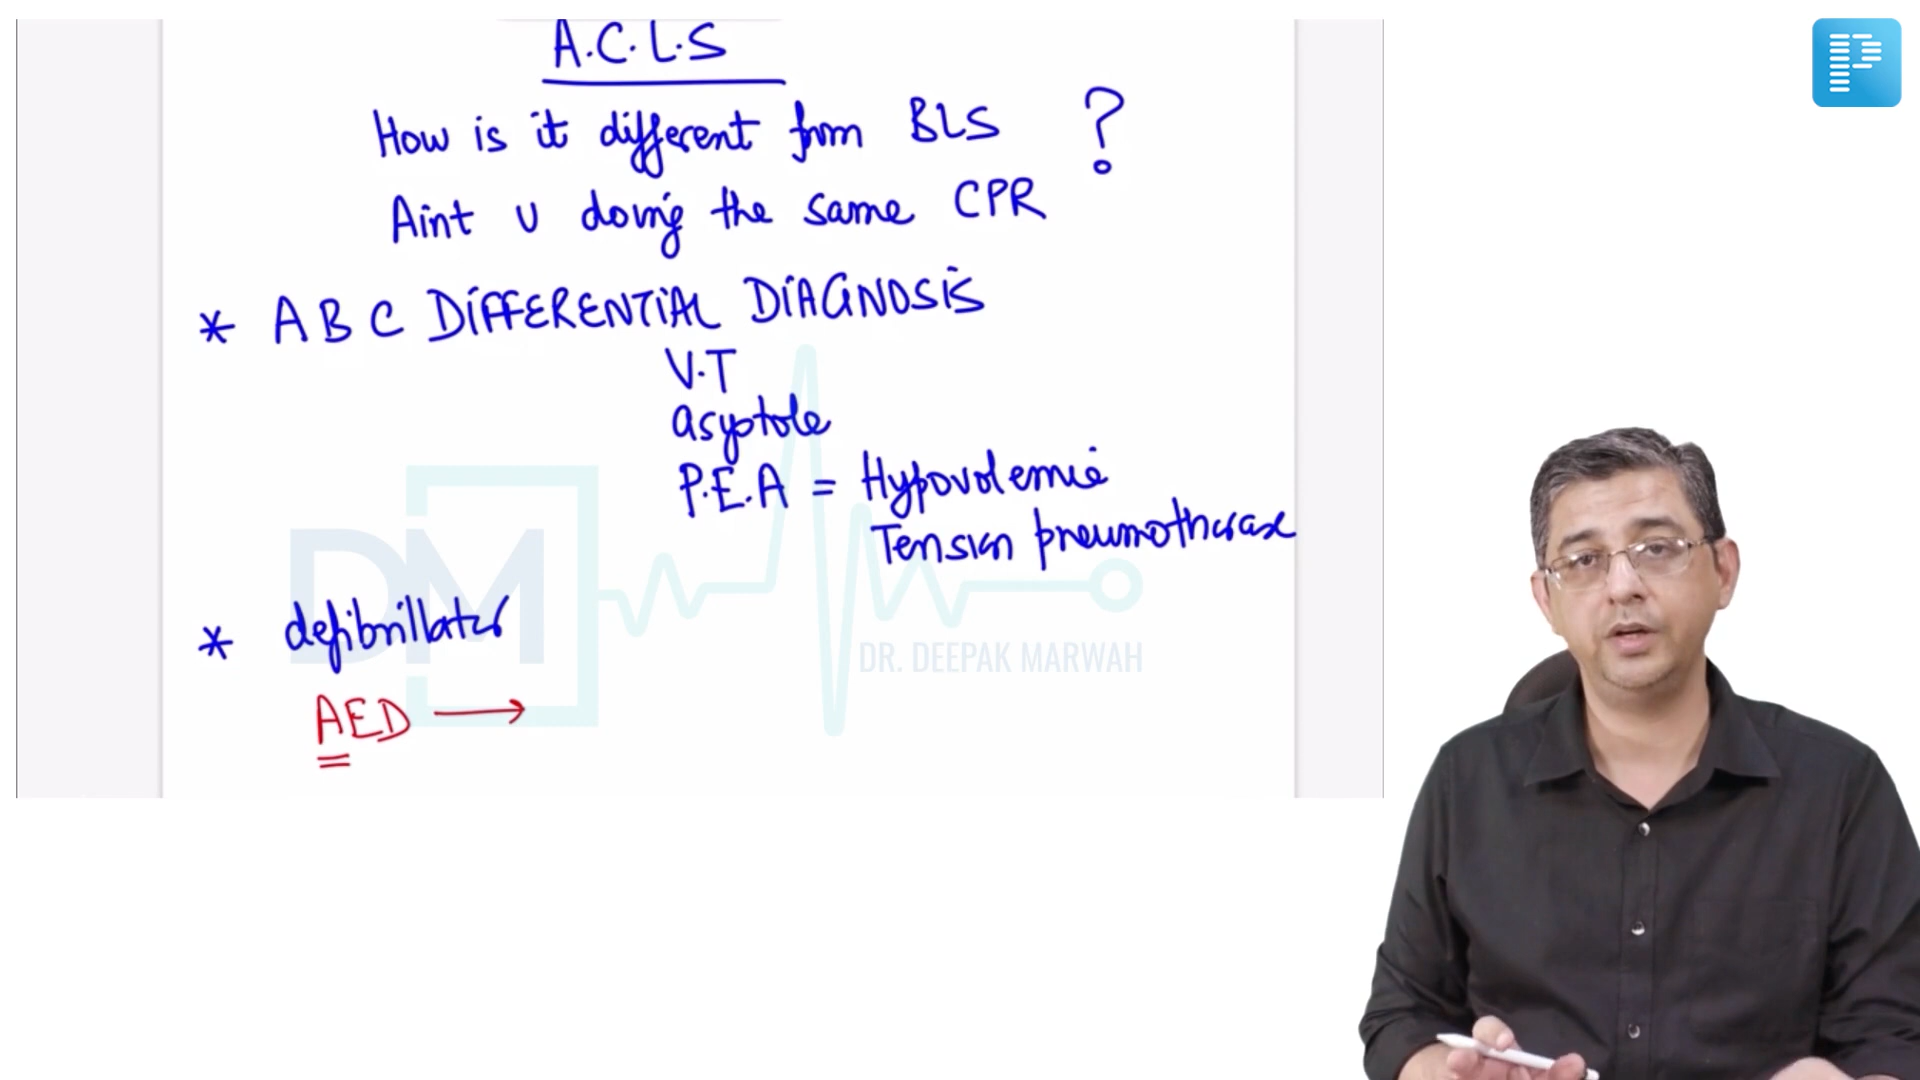 A.C.L.S
How is it different from BLS ?
Aint u doing the same CPR
* A B C DIFFERENTIAL DIAGNOSIS
V.T
asystole
P.E.A = Hypovolemia
Tension pneumothorax
* defibrillator
AED →
DM
DR. DEEPAK MARWAH
P